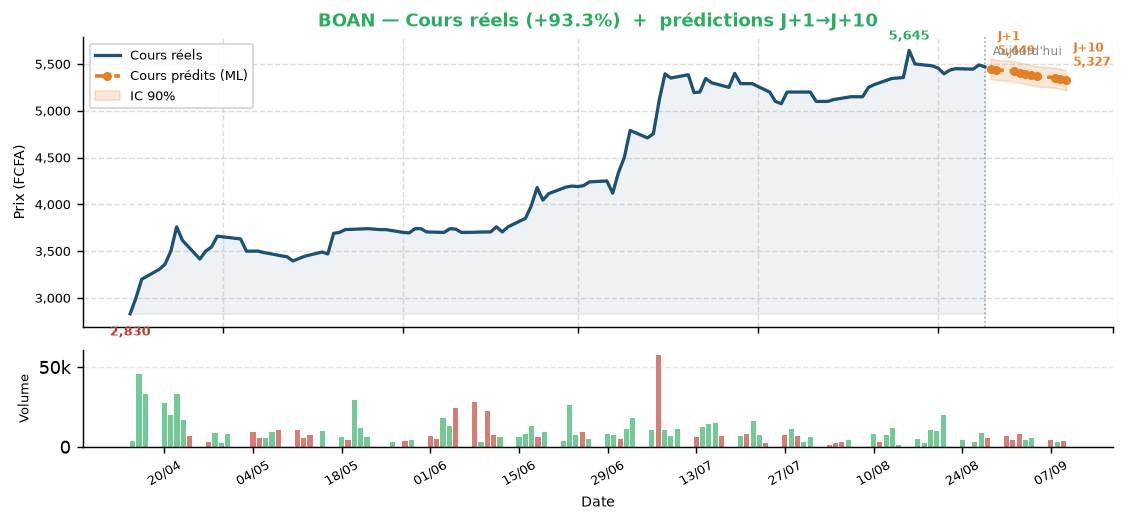 BOAN — Cours réels (+93.3%) + prédictions J+1→J+10
Cours réels
Cours prédits (ML)
IC 90%
5,645
J+1
5,449
Aujourd'hui
J+10
5,327
2,830
Prix (FCFA)
5,500
5,000
4,500
4,000
3,500
3,000
Volume
50k
0
20/04
04/05
18/05
01/06
15/06
29/06
13/07
27/07
10/08
24/08
07/09
Date